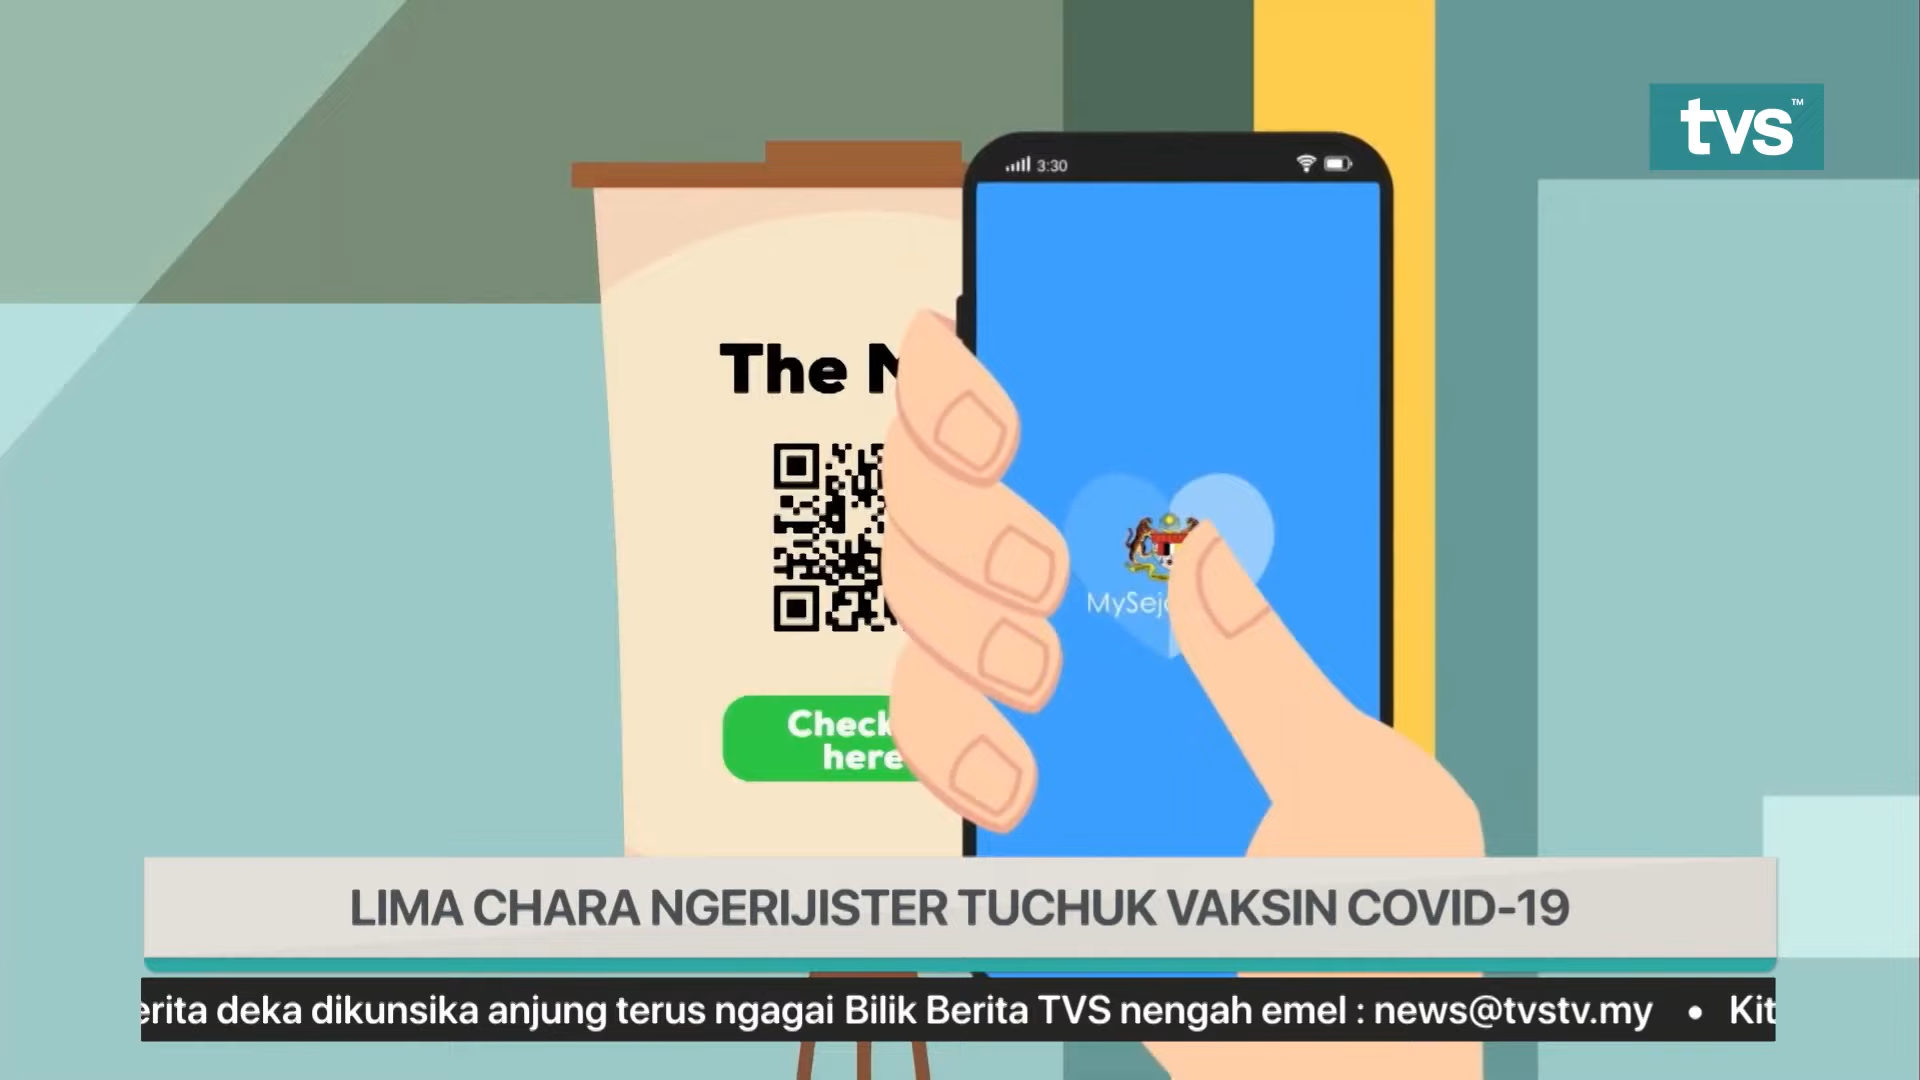 tvs™
3:30
The
MySej
Check
here
LIMA CHARA NGERIJISTER TUCHUK VAKSIN COVID-19
erita deka dikunsika anjung terus ngagai Bilik Berita TVS nengah emel : news@tvstv.my • Kit